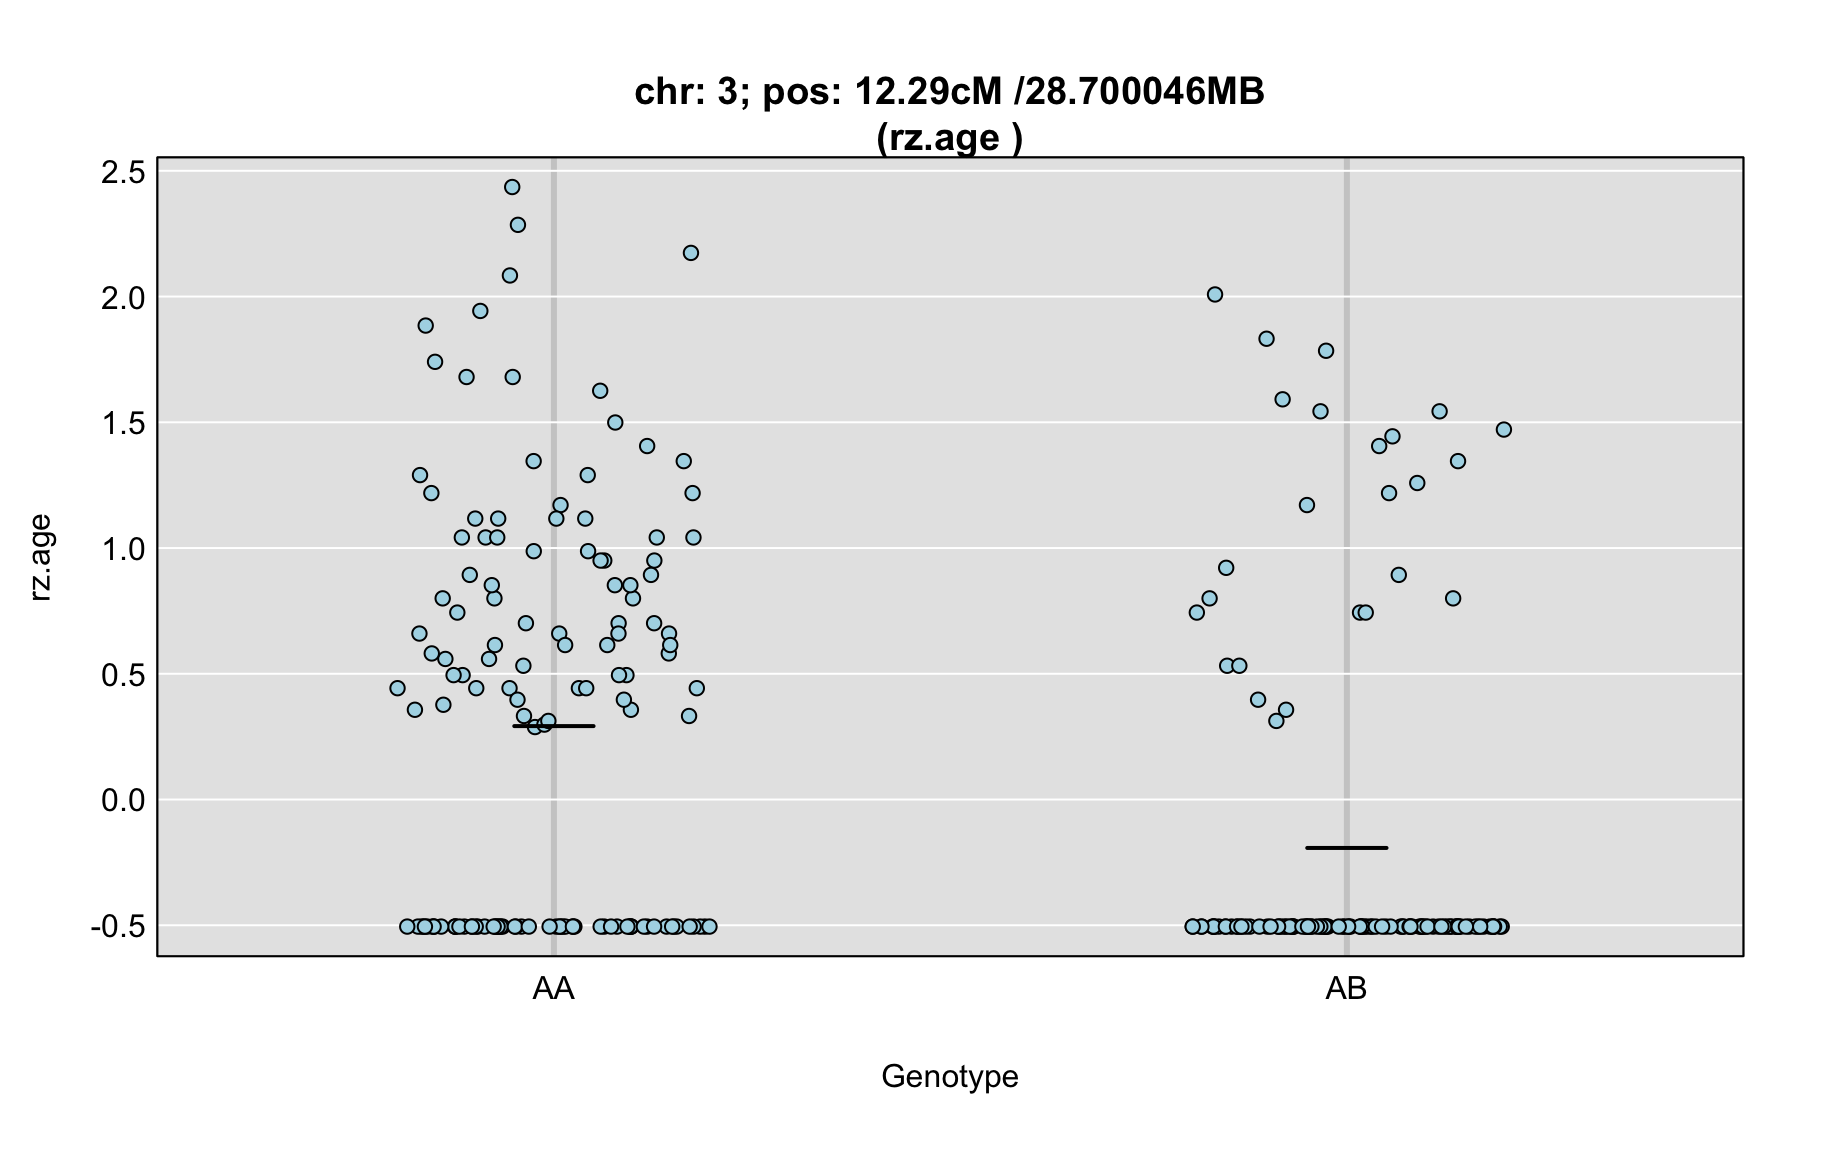 chr: 3; pos: 12.29cM /28.700046MB
(rz.age )
2.5
2.0
1.5
1.0
0.5
0.0
-0.5
rz.age
AA
AB
Genotype